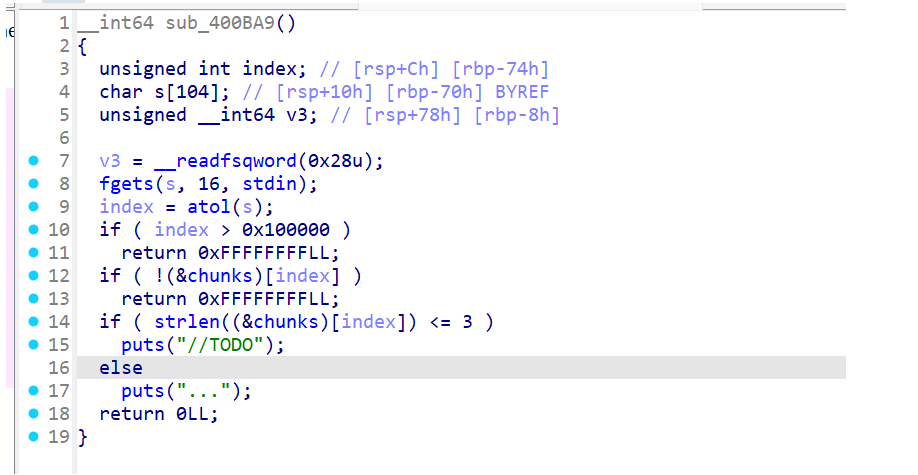 1 __int64 sub_400BA9()
2 {
3 unsigned int index; // [rsp+Ch] [rbp-74h]
4 char s[104]; // [rsp+10h] [rbp-70h] BYREF
5 unsigned __int64 v3; // [rsp+78h] [rbp-8h]
6
7 v3 = __readfsqword(0x28u);
8 fgets(s, 16, stdin);
9 index = atol(s);
10 if ( index > 0x100000 )
11 return 0xFFFFFFFFLL;
12 if ( !(&chunks)[index] )
13 return 0xFFFFFFFFLL;
14 if ( strlen((&chunks)[index]) <= 3 )
15 puts("//TODO");
16 else
17 puts("...");
18 return 0LL;
19 }